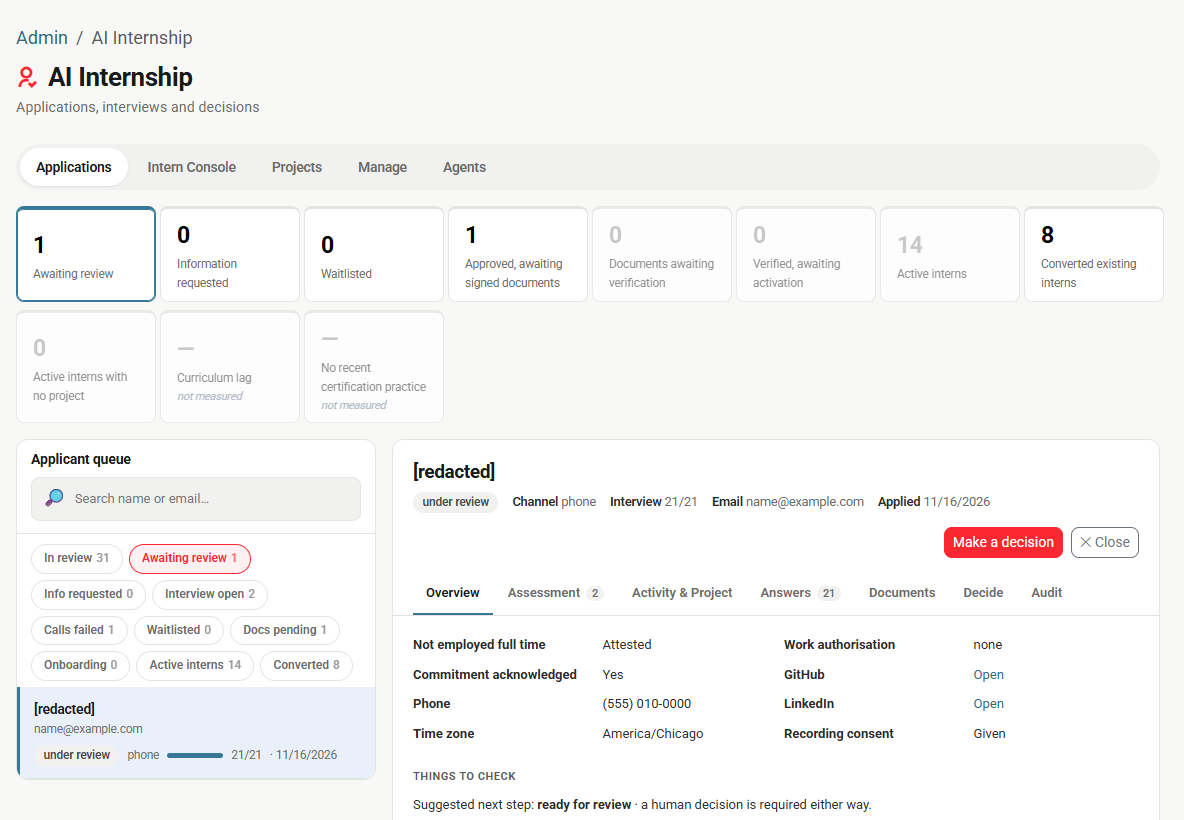 Admin / AI Internship
AI Internship
Applications, interviews and decisions
Applications Intern Console Projects Manage Agents
1
Awaiting review
0
Information
requested
0
Waitlisted
1
Approved, awaiting
signed documents
0
Documents awaiting
verification
0
Verified, awaiting
activation
14
Active interns
8
Converted existing
interns
0
Active interns with
no project
—
Curriculum lag
not measured
—
No recent
certification practice
not measured
Applicant queue
Search name or email...
In review 31 Awaiting review 1
Info requested 0 Interview open 2
Calls failed 1 Waitlisted 0 Docs pending 1
Onboarding 0 Active interns 14 Converted 8
[redacted]
name@example.com
under review phone 21/21 · 11/16/2026
[redacted]
under review Channel phone Interview 21/21 Email name@example.com Applied 11/16/2026
Make a decision × Close
Overview Assessment 2 Activity & Project Answers 21 Documents Decide Audit
Not employed full time Attested Work authorisation none
Commitment acknowledged Yes GitHub Open
Phone (555) 010-0000 LinkedIn Open
Time zone America/Chicago Recording consent Given
THINGS TO CHECK
Suggested next step: ready for review · a human decision is required either way.